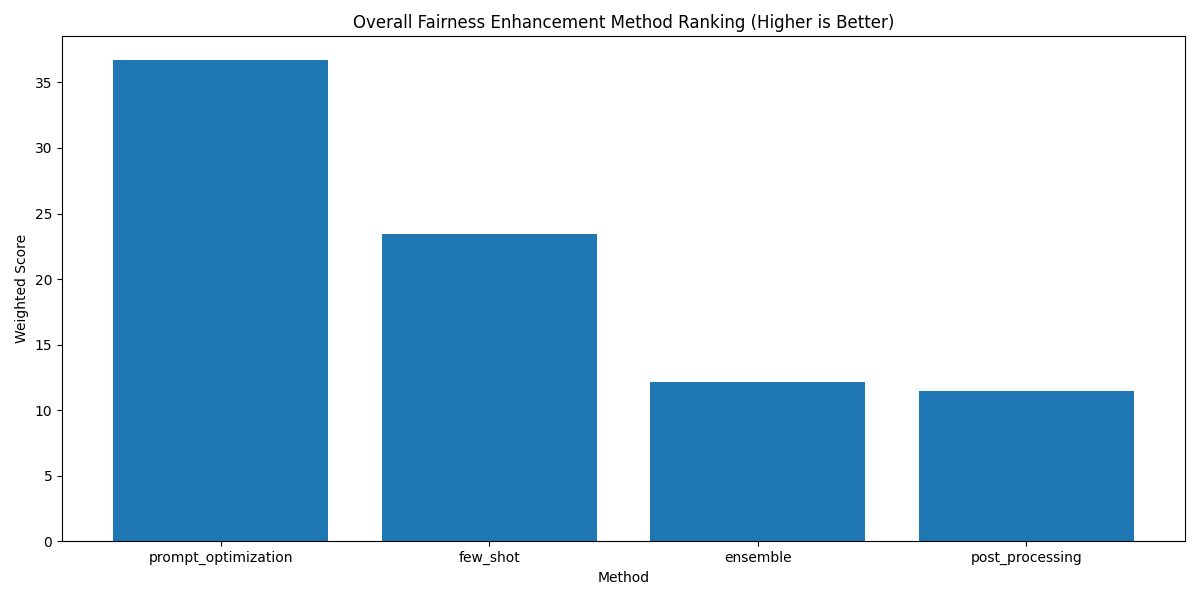 Overall Fairness Enhancement Method Ranking (Higher is Better)
Weighted Score
35
30
25
20
15
10
5
0
prompt_optimization
few_shot
ensemble
post_processing
Method